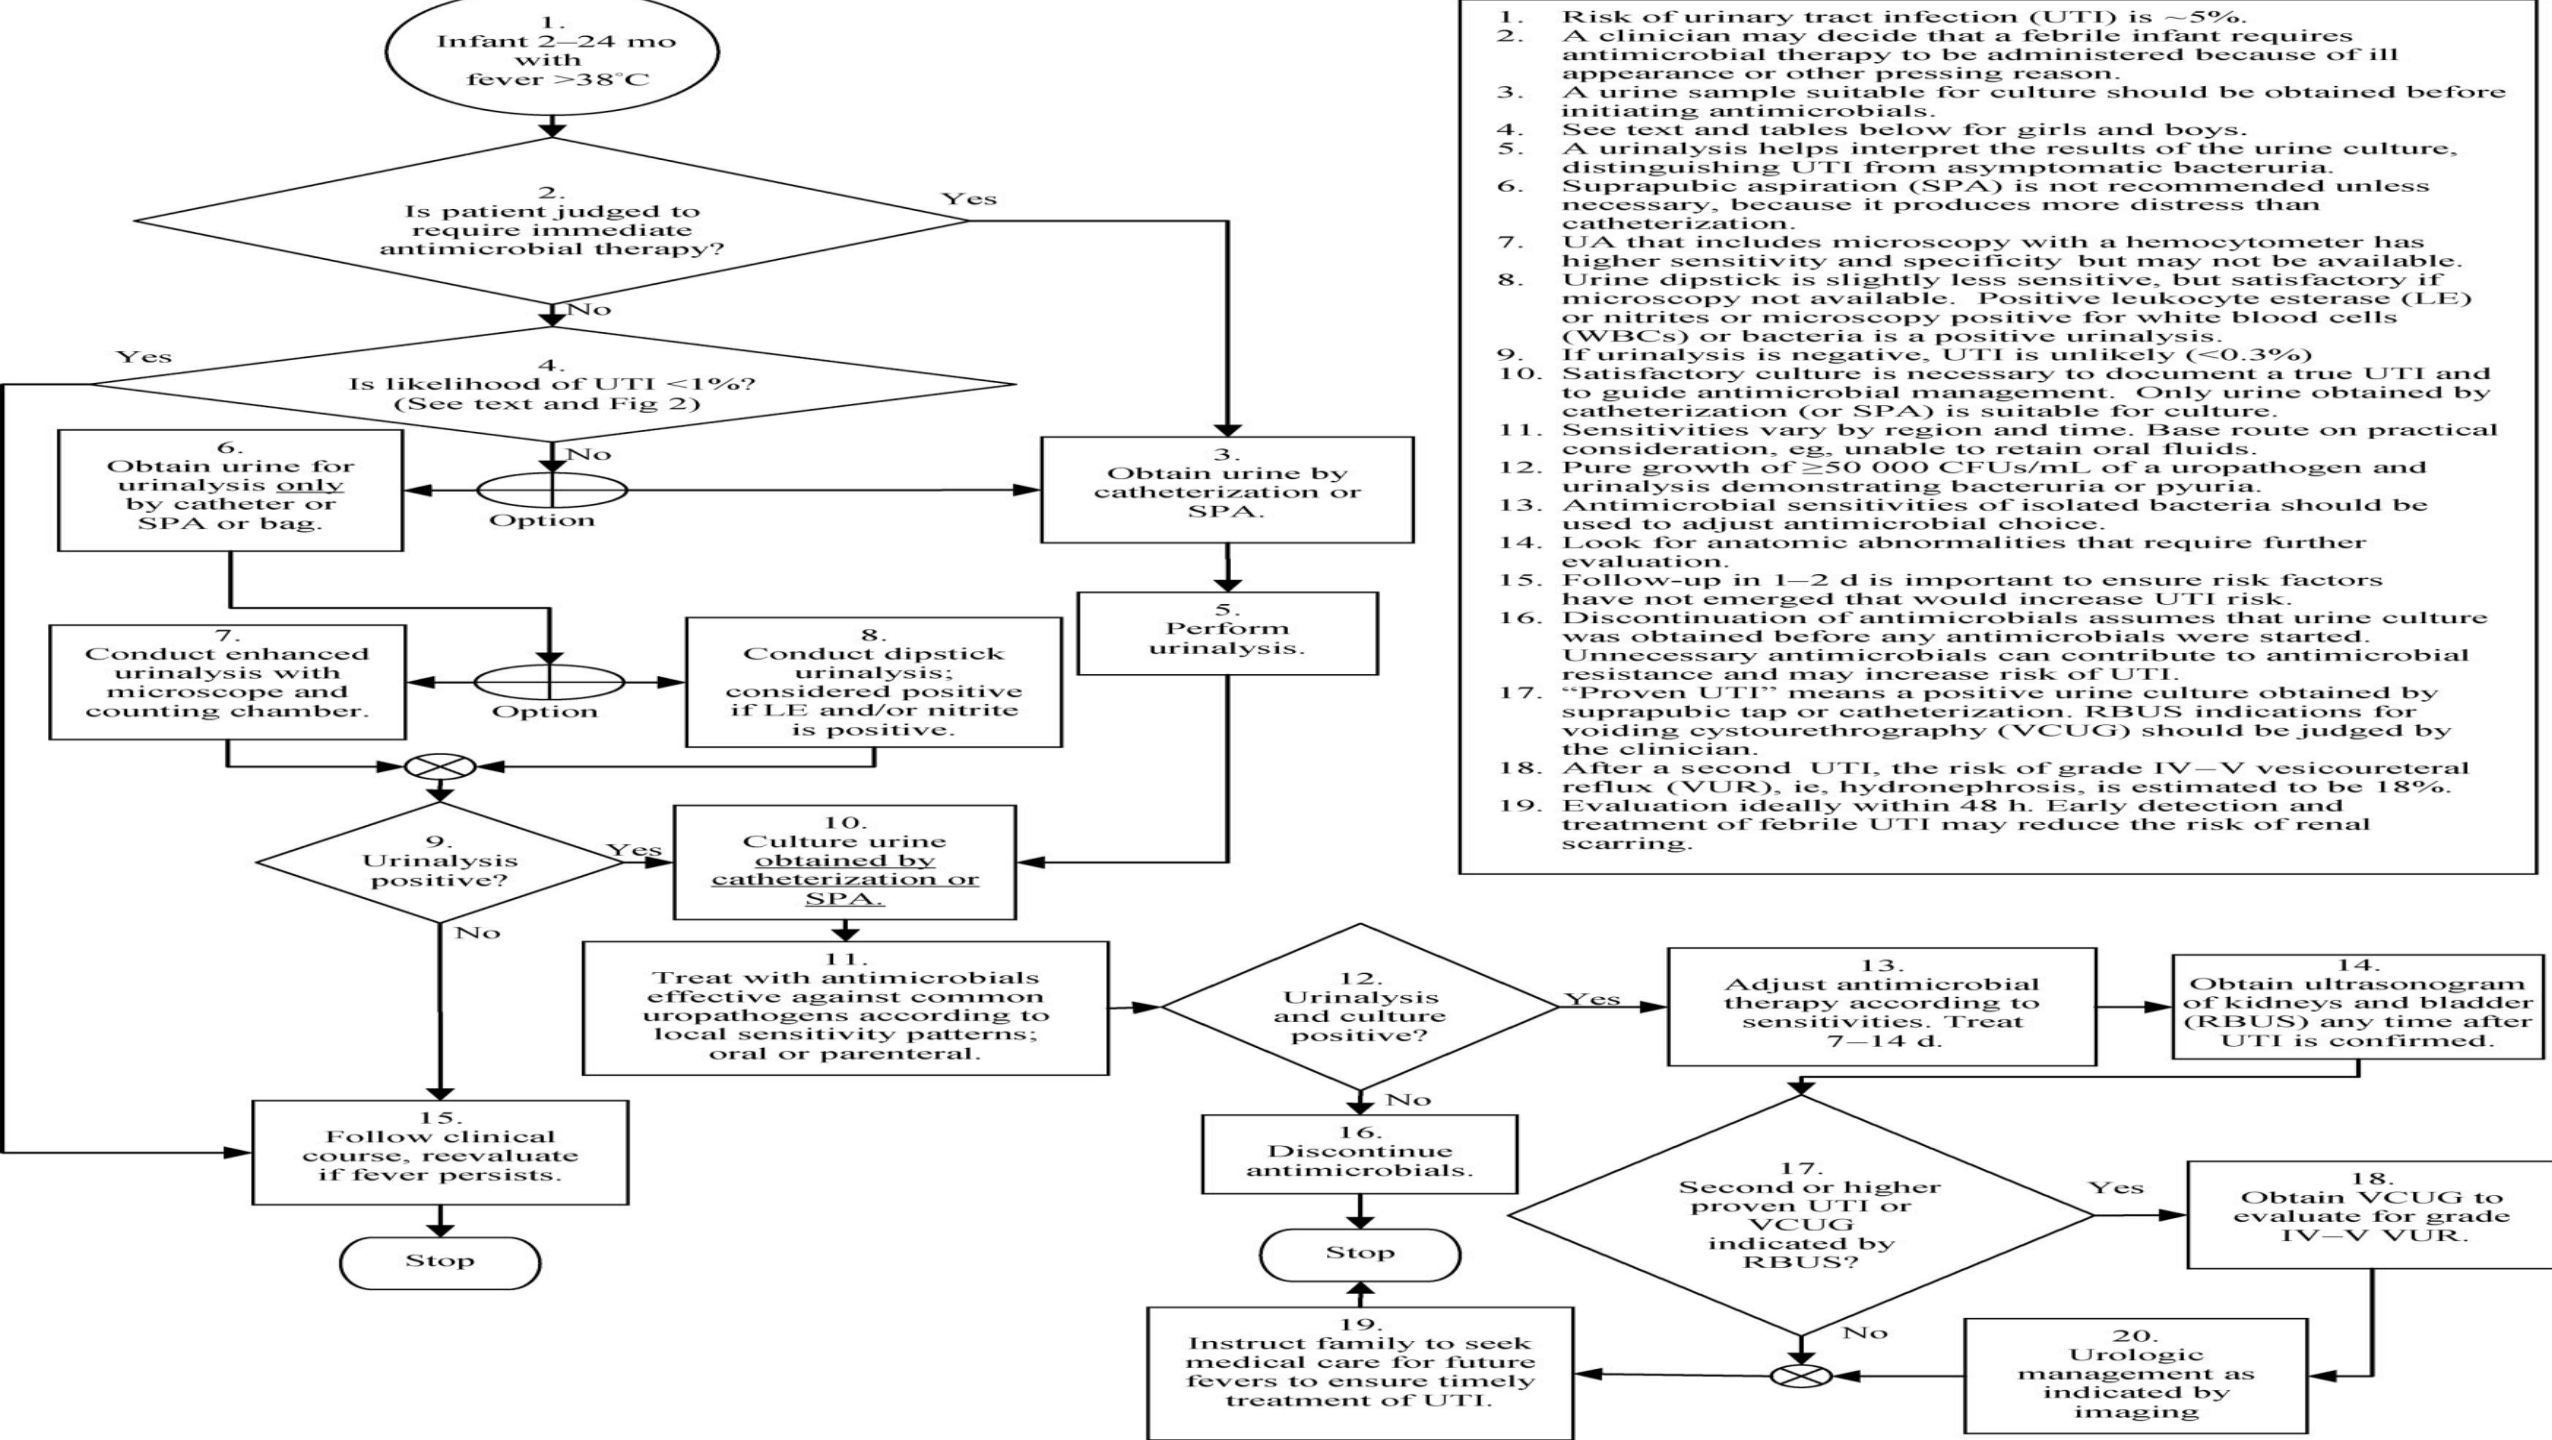 1.
Infant 2–24 mo
with
fever >38°C
2.
Is patient judged to
require immediate
antimicrobial therapy?
Yes
No
4.
Is likelihood of UTI <1%?
(See text and Fig 2)
Yes
No
Option
6.
Obtain urine for
urinalysis only
by catheter or
SPA or bag.
3.
Obtain urine by
catheterization or
SPA.
5.
Perform
urinalysis.
7.
Conduct enhanced
urinalysis with
microscope and
counting chamber.
Option
8.
Conduct dipstick
urinalysis;
considered positive
if LE and/or nitrite
is positive.
9.
Urinalysis
positive?
Yes
No
10.
Culture urine
obtained by
catheterization or
SPA.
11.
Treat with antimicrobials
effective against common
uropathogens according to
local sensitivity patterns;
oral or parenteral.
12.
Urinalysis
and culture
positive?
Yes
No
13.
Adjust antimicrobial
therapy according to
sensitivities. Treat
7–14 d.
14.
Obtain ultrasonogram
of kidneys and bladder
(RBUS) any time after
UTI is confirmed.
15.
Follow clinical
course, reevaluate
if fever persists.
Stop
16.
Discontinue
antimicrobials.
Stop
17.
Second or higher
proven UTI or
VCUG
indicated by
RBUS?
Yes
No
18.
Obtain VCUG to
evaluate for grade
IV–V VUR.
19.
Instruct family to seek
medical care for future
fevers to ensure timely
treatment of UTI.
20.
Urologic
management as
indicated by
imaging
1. Risk of urinary tract infection (UTI) is ~5%.
2. A clinician may decide that a febrile infant requires
antimicrobial therapy to be administered because of ill
appearance or other pressing reason.
3. A urine sample suitable for culture should be obtained before
initiating antimicrobials.
4. See text and tables below for girls and boys.
5. A urinalysis helps interpret the results of the urine culture,
distinguishing UTI from asymptomatic bacteruria.
6. Suprapubic aspiration (SPA) is not recommended unless
necessary, because it produces more distress than
catheterization.
7. UA that includes microscopy with a hemocytometer has
higher sensitivity and specificity but may not be available.
8. Urine dipstick is slightly less sensitive, but satisfactory if
microscopy not available. Positive leukocyte esterase (LE)
or nitrites or microscopy positive for white blood cells
(WBCs) or bacteria is a positive urinalysis.
9. If urinalysis is negative, UTI is unlikely (<0.3%)
10. Satisfactory culture is necessary to document a true UTI and
to guide antimicrobial management. Only urine obtained by
catheterization (or SPA) is suitable for culture.
11. Sensitivities vary by region and time. Base route on practical
consideration, eg, unable to retain oral fluids.
12. Pure growth of ≥50 000 CFUs/mL of a uropathogen and
urinalysis demonstrating bacteruria or pyuria.
13. Antimicrobial sensitivities of isolated bacteria should be
used to adjust antimicrobial choice.
14. Look for anatomic abnormalities that require further
evaluation.
15. Follow-up in 1–2 d is important to ensure risk factors
have not emerged that would increase UTI risk.
16. Discontinuation of antimicrobials assumes that urine culture
was obtained before any antimicrobials were started.
Unnecessary antimicrobials can contribute to antimicrobial
resistance and may increase risk of UTI.
17. “Proven UTI” means a positive urine culture obtained by
suprapubic tap or catheterization. RBUS indications for
voiding cystourethrography (VCUG) should be judged by
the clinician.
18. After a second UTI, the risk of grade IV–V vesicoureteral
reflux (VUR), ie, hydronephrosis, is estimated to be 18%.
19. Evaluation ideally within 48 h. Early detection and
treatment of febrile UTI may reduce the risk of renal
scarring.